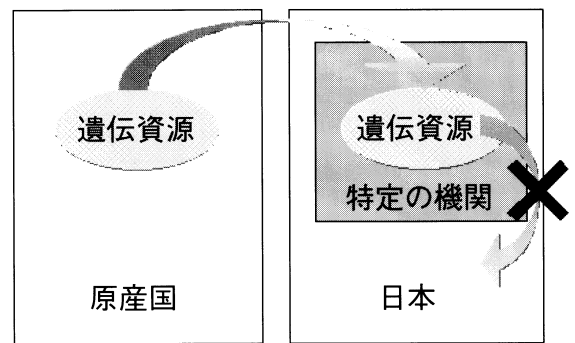 遺伝資源
原産国
遺伝資源
特定の機関
日本